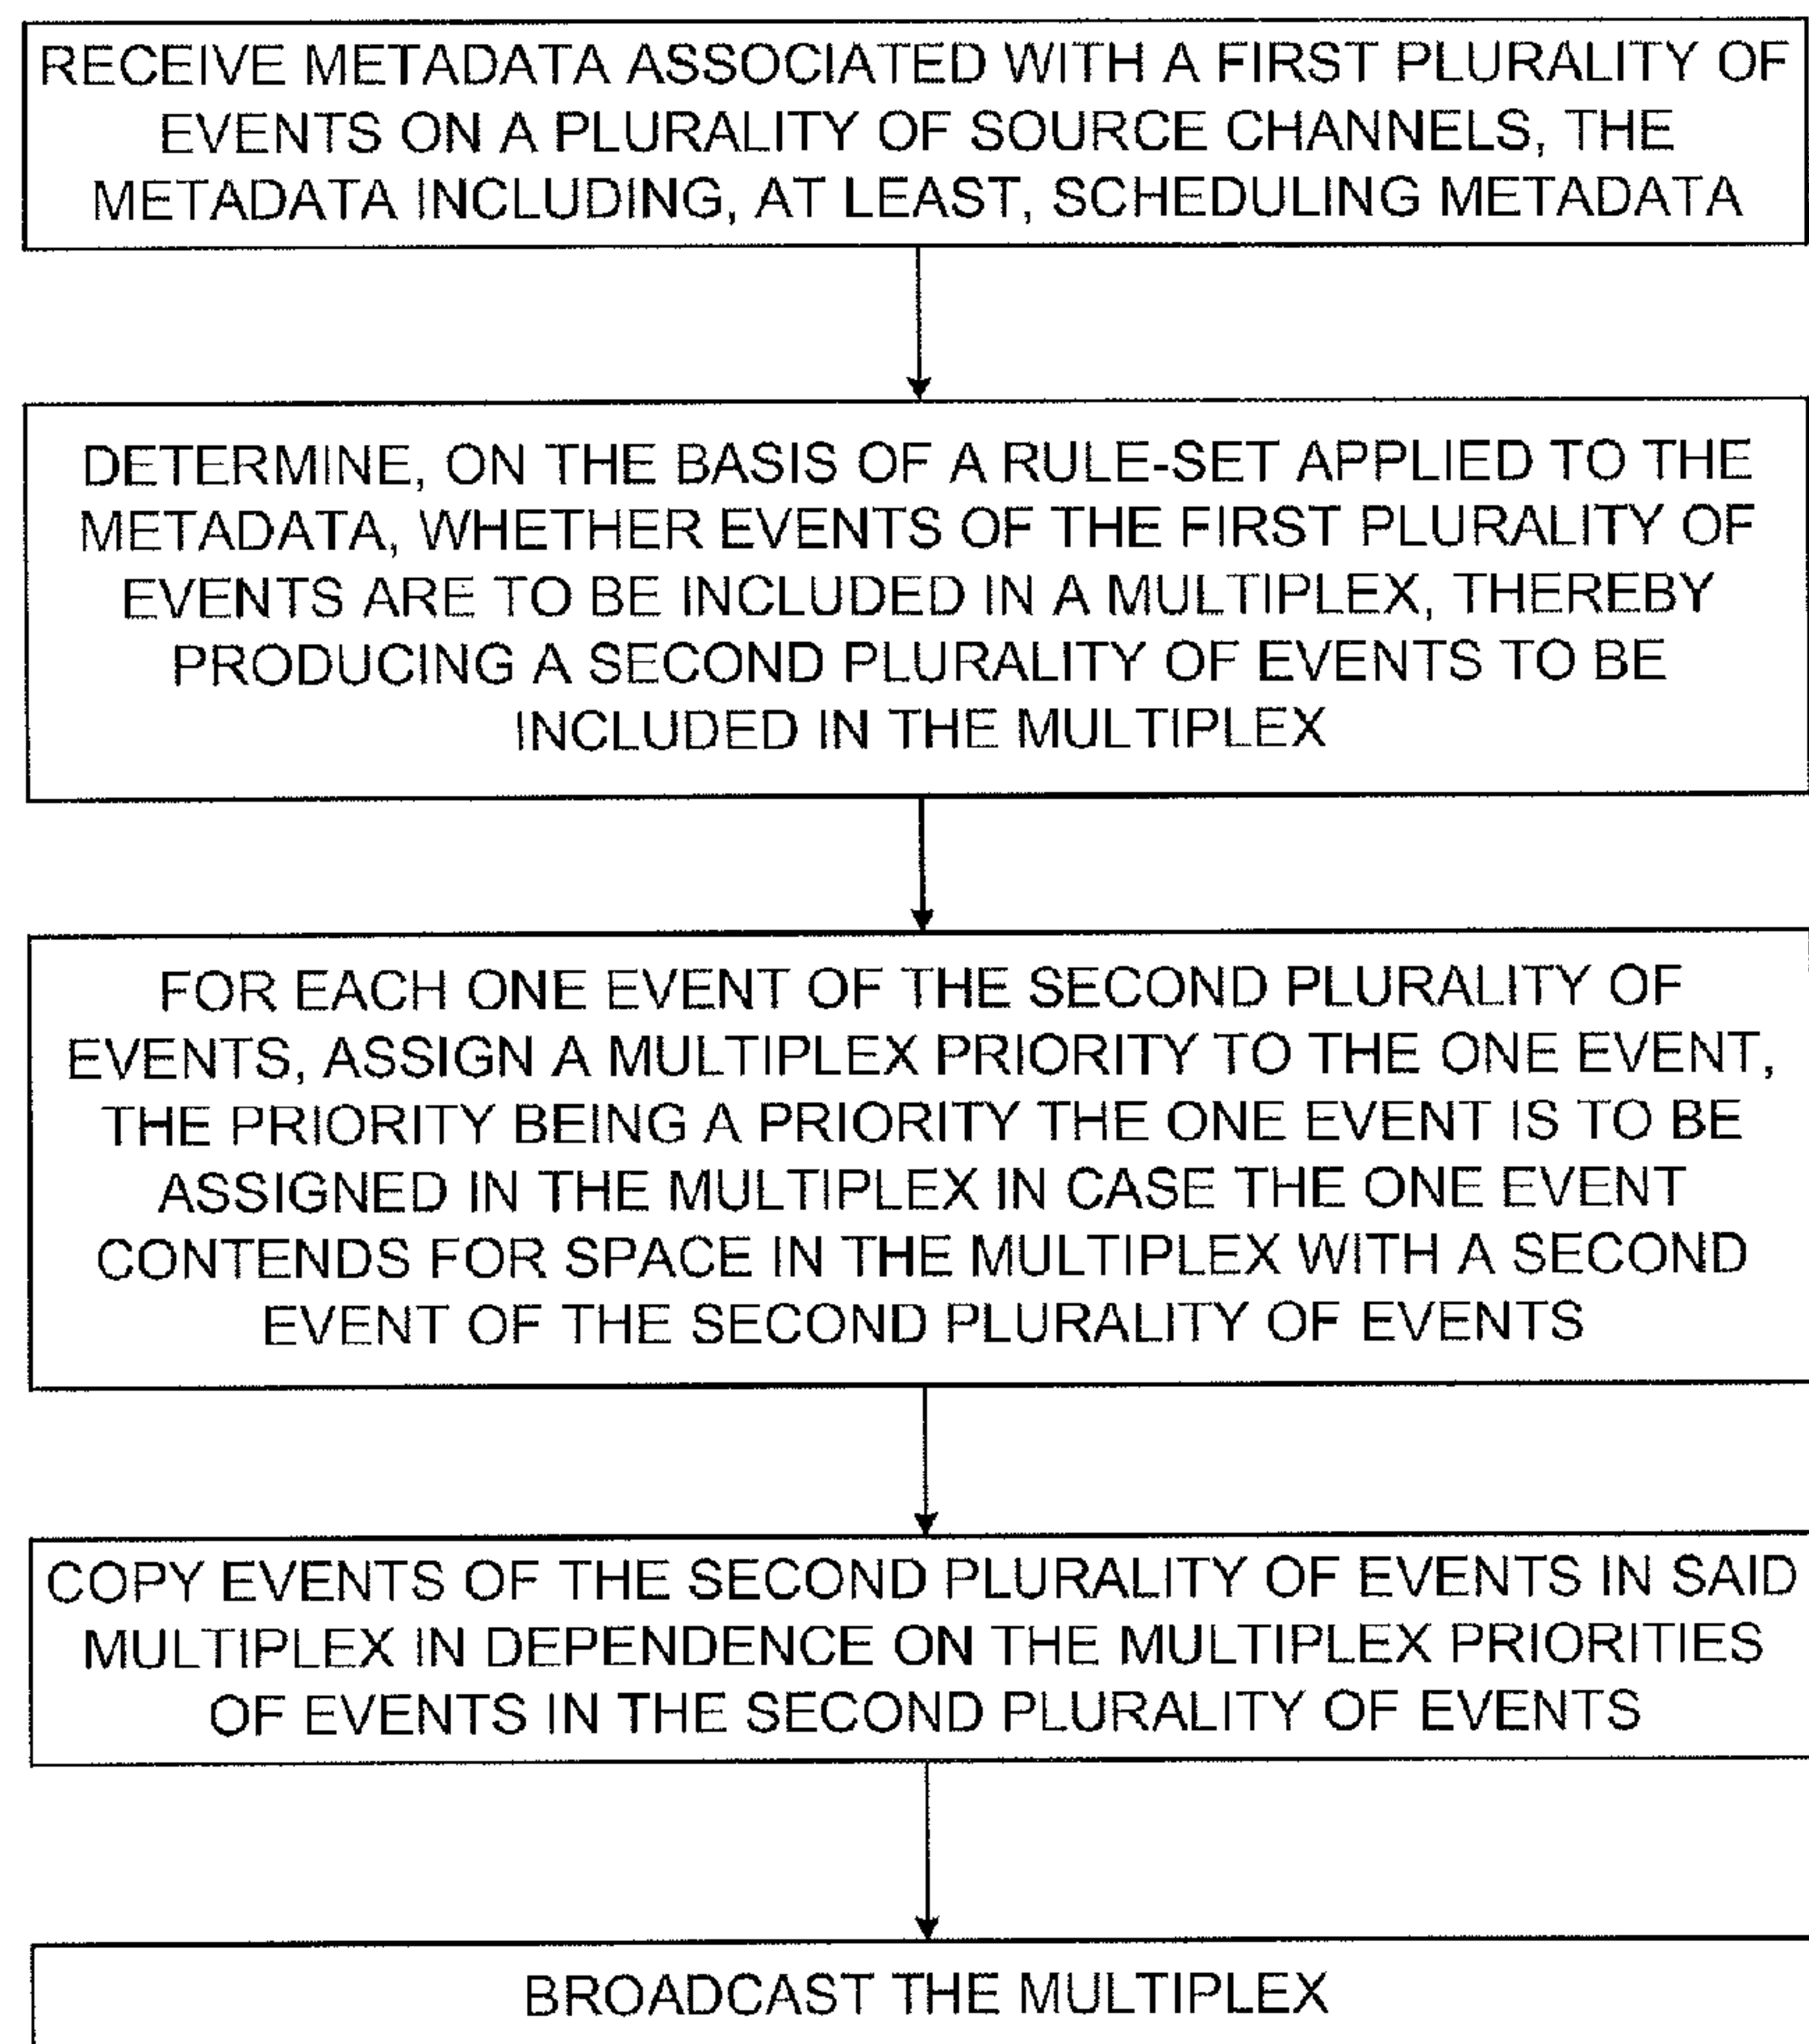 RECEIVE METADATA ASSOCIATED WITH A FIRST PLURALITY OF
EVENTS ON A PLURALITY OF SOURCE CHANNELS, THE
METADATA INCLUDING, AT LEAST, SCHEDULING METADATA
DETERMINE, ON THE BASIS OF A RULE-SET APPLIED TO THE
METADATA, WHETHER EVENTS OF THE FIRST PLURALITY OF
EVENTS ARE TO BE INCLUDED IN A MULTIPLEX, THEREBY
PRODUCING A SECOND PLURALITY OF EVENTS TO BE
INCLUDED IN THE MULTIPLEX
FOR EACH ONE EVENT OF THE SECOND PLURALITY OF
EVENTS, ASSIGN A MULTIPLEX PRIORITY TO THE ONE EVENT,
THE PRIORITY BEING A PRIORITY THE ONE EVENT IS TO BE
ASSIGNED IN THE MULTIPLEX IN CASE THE ONE EVENT
CONTENDS FOR SPACE IN THE MULTIPLEX WITH A SECOND
EVENT OF THE SECOND PLURALITY OF EVENTS
COPY EVENTS OF THE SECOND PLURALITY OF EVENTS IN SAID
MULTIPLEX IN DEPENDENCE ON THE MULTIPLEX PRIORITIES
OF EVENTS IN THE SECOND PLURALITY OF EVENTS
BROADCAST THE MULTIPLEX